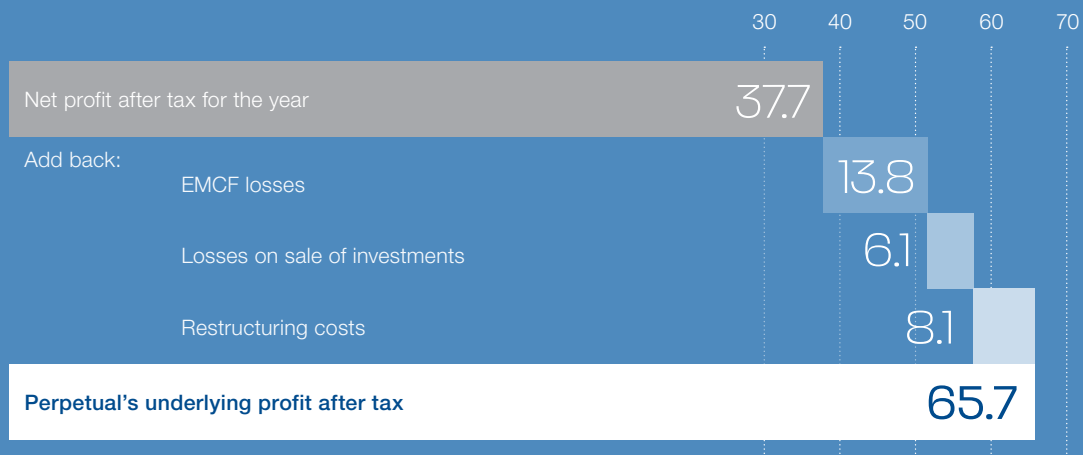 30 40 50 60 70
Net profit after tax for the year 37.7
Add back:
EMCF losses 13.8
Losses on sale of investments 6.1
Restructuring costs 8.1
Perpetual's underlying profit after tax 65.7